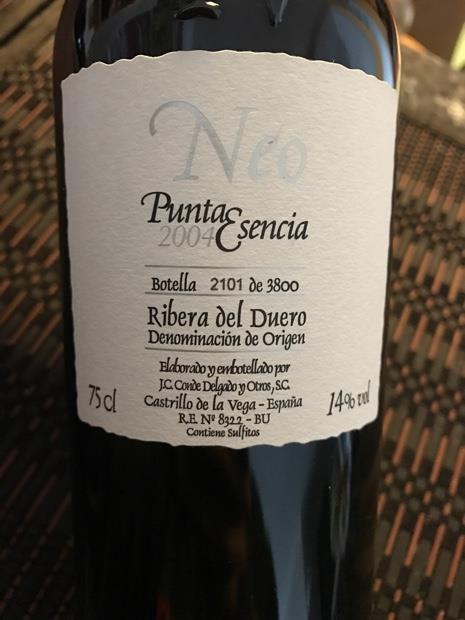 Neo
Punta Esencia
2004
Botella 2101 de 3800
Ribera del Duero
Denominación de Origen
Elaborado y embotellado por
J.C. Conde Delgado y Otros, S.C.
75 cl Castrillo de la Vega - España 14% vol
R.E. Nº 8322 - BU
Contiene Sulfitos